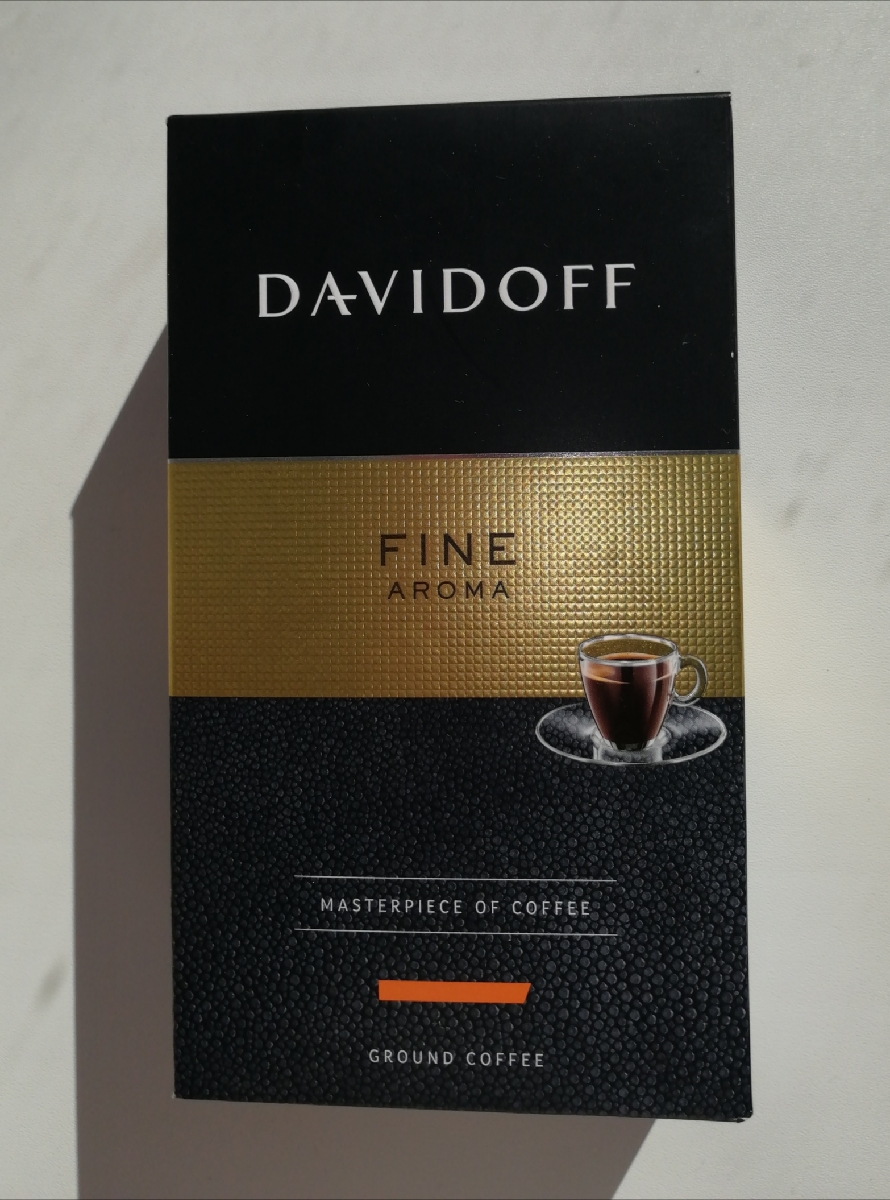 DAVIDOFF
FINE
AROMA
MASTERPIECE OF COFFEE
GROUND COFFEE